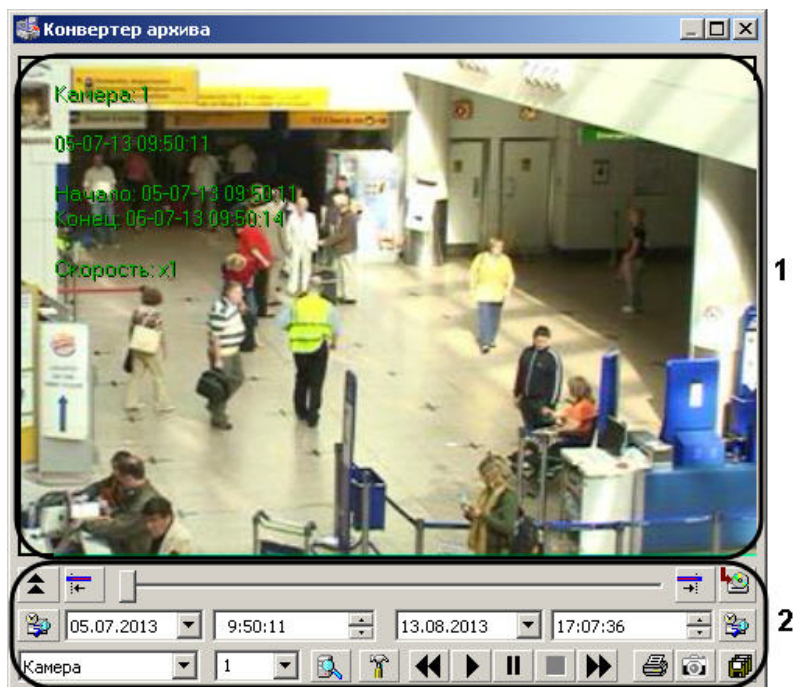 Конвертер архива
Камера: 1
05-07-13 09:50:11
Начало: 05-07-13 09:50:11
Конец: 05-07-13 09:50:14
Скорость: x1
1
05.07.2013 9:50:11 13.08.2013 17:07:36
2
Камера 1